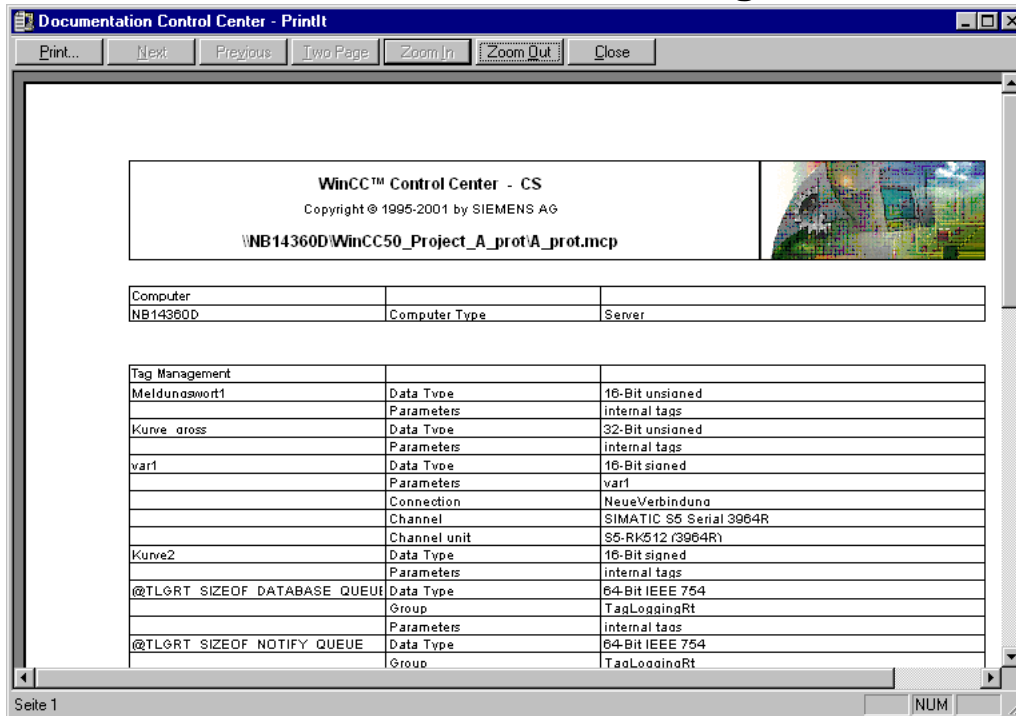 Documentation Control Center - PrintIt
Print... Next Previous Two Page Zoom In Zoom Out Close
WinCC™ Control Center - CS
Copyright © 1995-2001 by SIEMENS AG
\\NB14360D\WinCC50_Project_A_prot\A_prot.mcp
Computer
NB14360D Computer Type Server
Tag Management
Meldungswort1 Data Type 16-Bit unsigned
Parameters internal tags
Kurve_gross Data Type 32-Bit unsigned
Parameters internal tags
var1 Data Type 16-Bit signed
Parameters var1
Connection NeueVerbindung
Channel SIMATIC S5 Serial 3964R
Channel unit S5-RK512 (3964R)
Kurve2 Data Type 16-Bit signed
Parameters internal tags
@TLGRT_SIZEOF_DATABASE_QUEUE Data Type 64-Bit IEEE 754
Group TagLoggingRt
Parameters internal tags
@TLGRT_SIZEOF_NOTIFY_QUEUE Data Type 64-Bit IEEE 754
Group TagLoggingRt
Seite 1 NUM